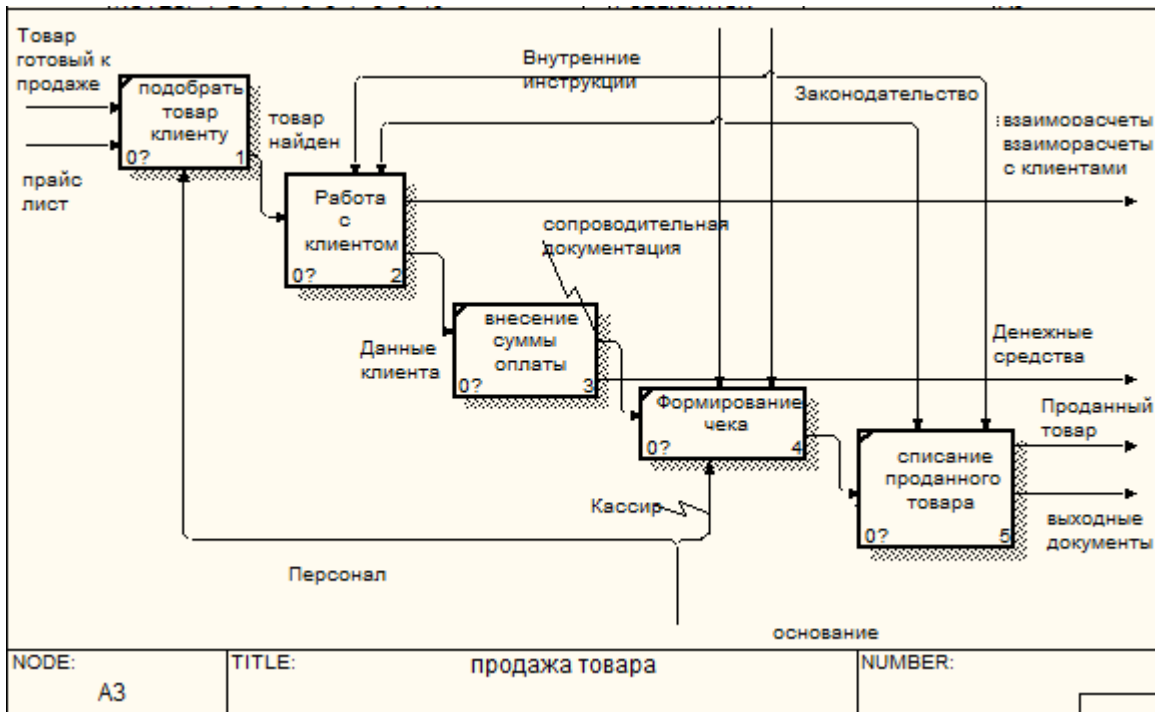 Товар
готовый к
продаже
подобрать
товар
клиенту
0?
1
прайс
лист
товар
найден
Внутренние
инструкции
Законодательство
взаиморасчеты
взаиморасчеты
с клиентами
Работа
с
клиентом
0?
2
сопроводительная
документация
Данные
клиента
внесение
суммы
оплаты
0?
3
Денежные
средства
Формирование
чека
0?
4
Проданный
товар
списание
проданного
товара
0?
5
выходные
документы
Кассир
Персонал
основание
NODE:
A3
TITLE:
продажа товара
NUMBER: